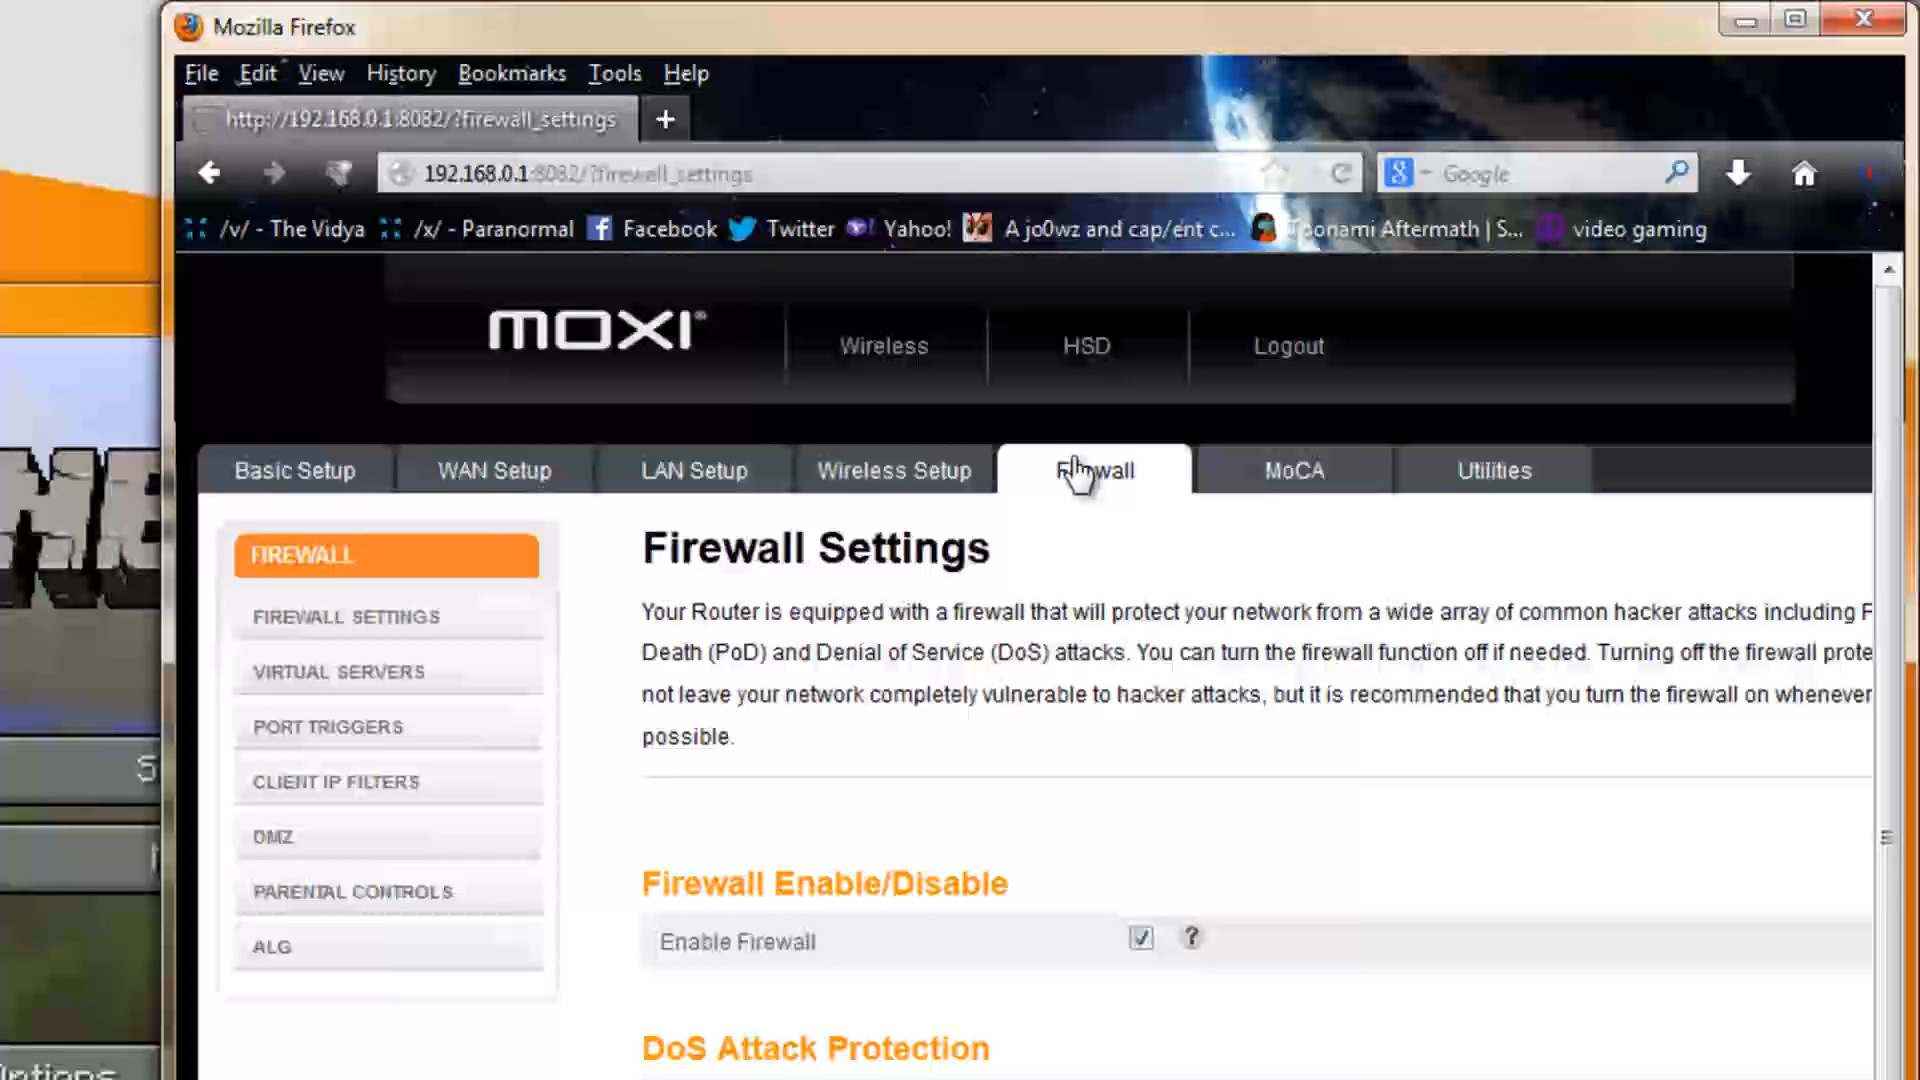 Mozilla Firefox
File Edit View History Bookmarks Tools Help
http://192.168.0.1:8082/?firewall_settings
192.168.0.1:8082/?firewall_settings
Google
/v/ - The Vidya /x/ - Paranormal Facebook Twitter Yahoo! A jo0wz and cap/ent c... Toonami Aftermath | S... video gaming
MOXI®
Wireless HSD Logout
Basic Setup WAN Setup LAN Setup Wireless Setup Firewall MoCA Utilities
FIREWALL
FIREWALL SETTINGS
VIRTUAL SERVERS
PORT TRIGGERS
CLIENT IP FILTERS
DMZ
PARENTAL CONTROLS
ALG
Firewall Settings
Your Router is equipped with a firewall that will protect your network from a wide array of common hacker attacks including
Death (PoD) and Denial of Service (DoS) attacks. You can turn the firewall function off if needed. Turning off the firewall prote
not leave your network completely vulnerable to hacker attacks, but it is recommended that you turn the firewall on whenever
possible.
Firewall Enable/Disable
Enable Firewall ?
DoS Attack Protection
Options